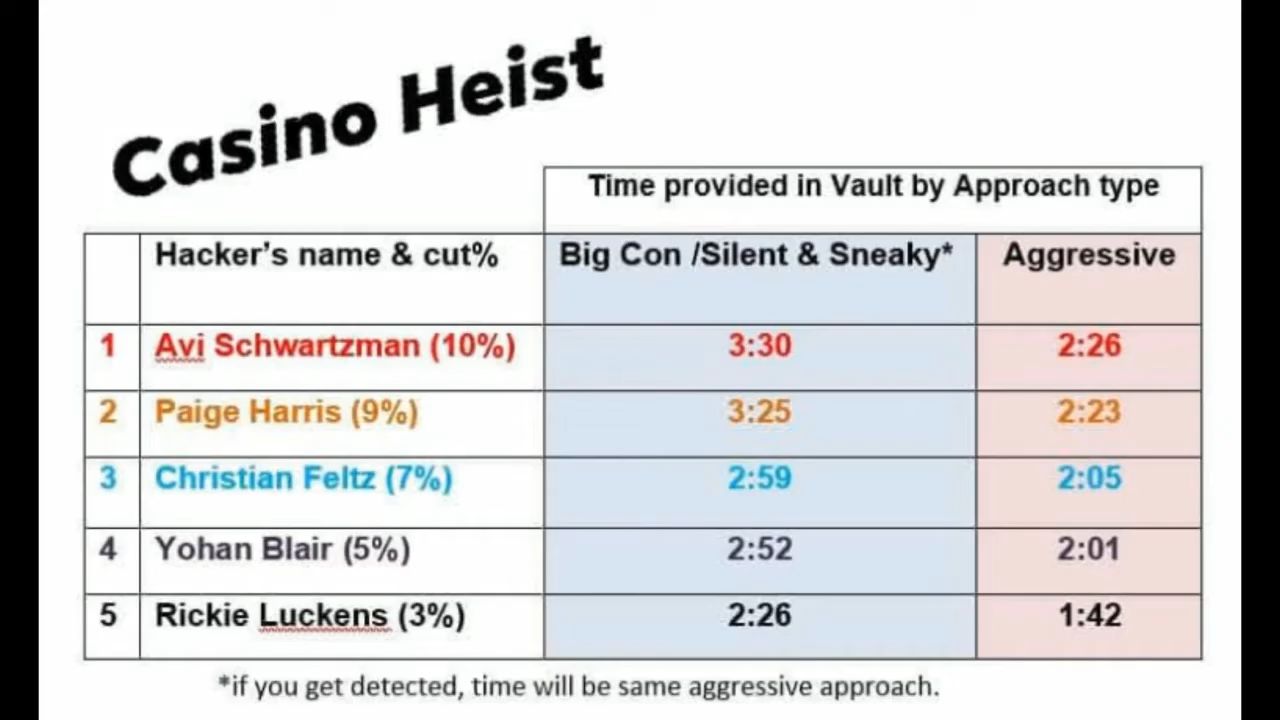 Casino Heist
Time provided in Vault by Approach type
Hacker's name & cut% Big Con /Silent & Sneaky* Aggressive
1 Avi Schwartzman (10%) 3:30 2:26
2 Paige Harris (9%) 3:25 2:23
3 Christian Feltz (7%) 2:59 2:05
4 Yohan Blair (5%) 2:52 2:01
5 Rickie Luckens (3%) 2:26 1:42
*if you get detected, time will be same aggressive approach.